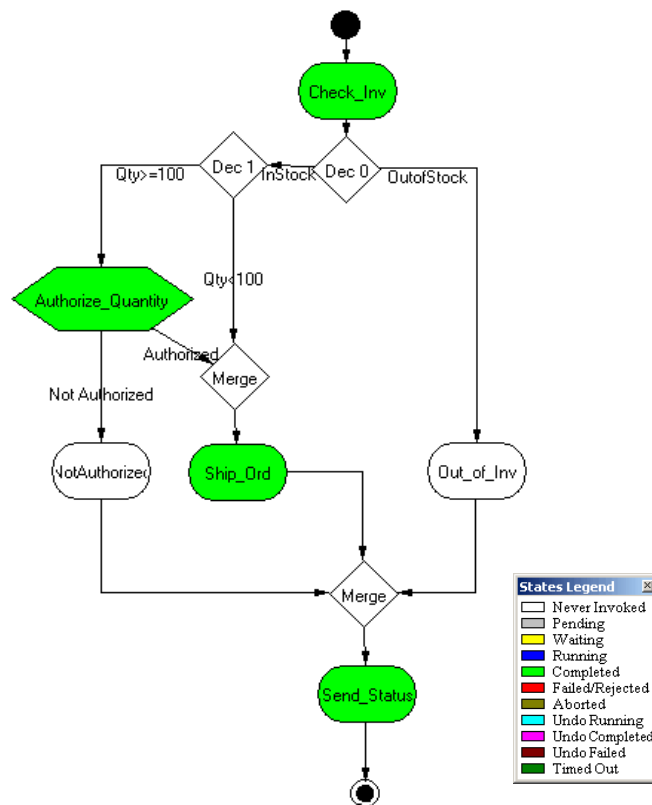 Check_Inv
Dec 1
Dec 0
Qty>=100
InStock
OutofStock
Qty<100
Authorize_Quantity
Authorized
Merge
Not Authorized
NotAuthorized
Ship_Ord
Out_of_Inv
Merge
Send_Status
States Legend
Never Invoked
Pending
Waiting
Running
Completed
Failed/Rejected
Aborted
Undo Running
Undo Completed
Undo Failed
Timed Out